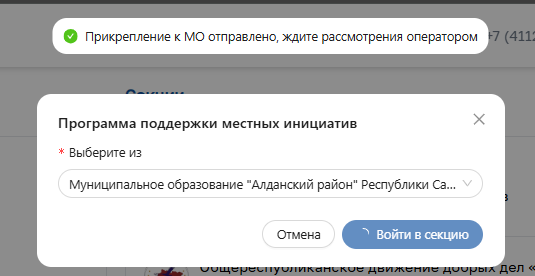 Прикрепление к МО отправлено, ждите рассмотрения оператором
+7 (4112
Секции
Программа поддержки местных инициатив
* Выберите из
Муниципальное образование "Алданский район" Республики Са...
Отмена
Войти в секцию
Общереспубликанское движение добрых дел «